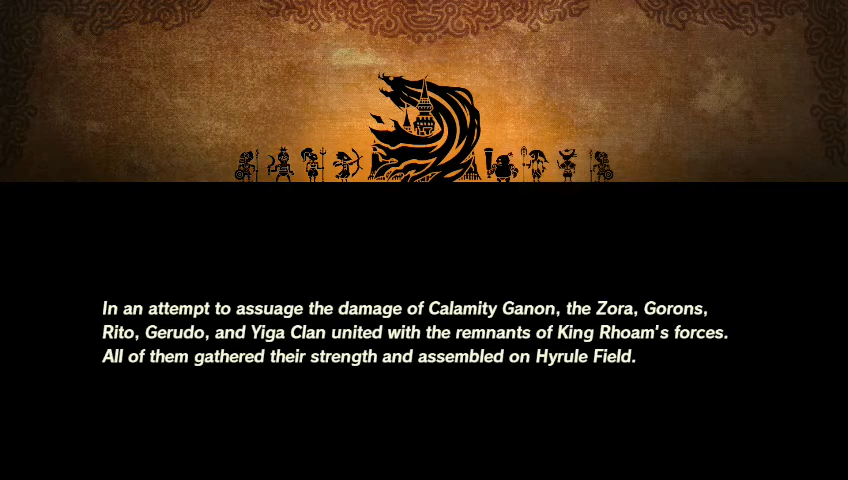 In an attempt to assuage the damage of Calamity Ganon, the Zora, Gorons,
Rito, Gerudo, and Yiga Clan united with the remnants of King Rhoam's forces.
All of them gathered their strength and assembled on Hyrule Field.